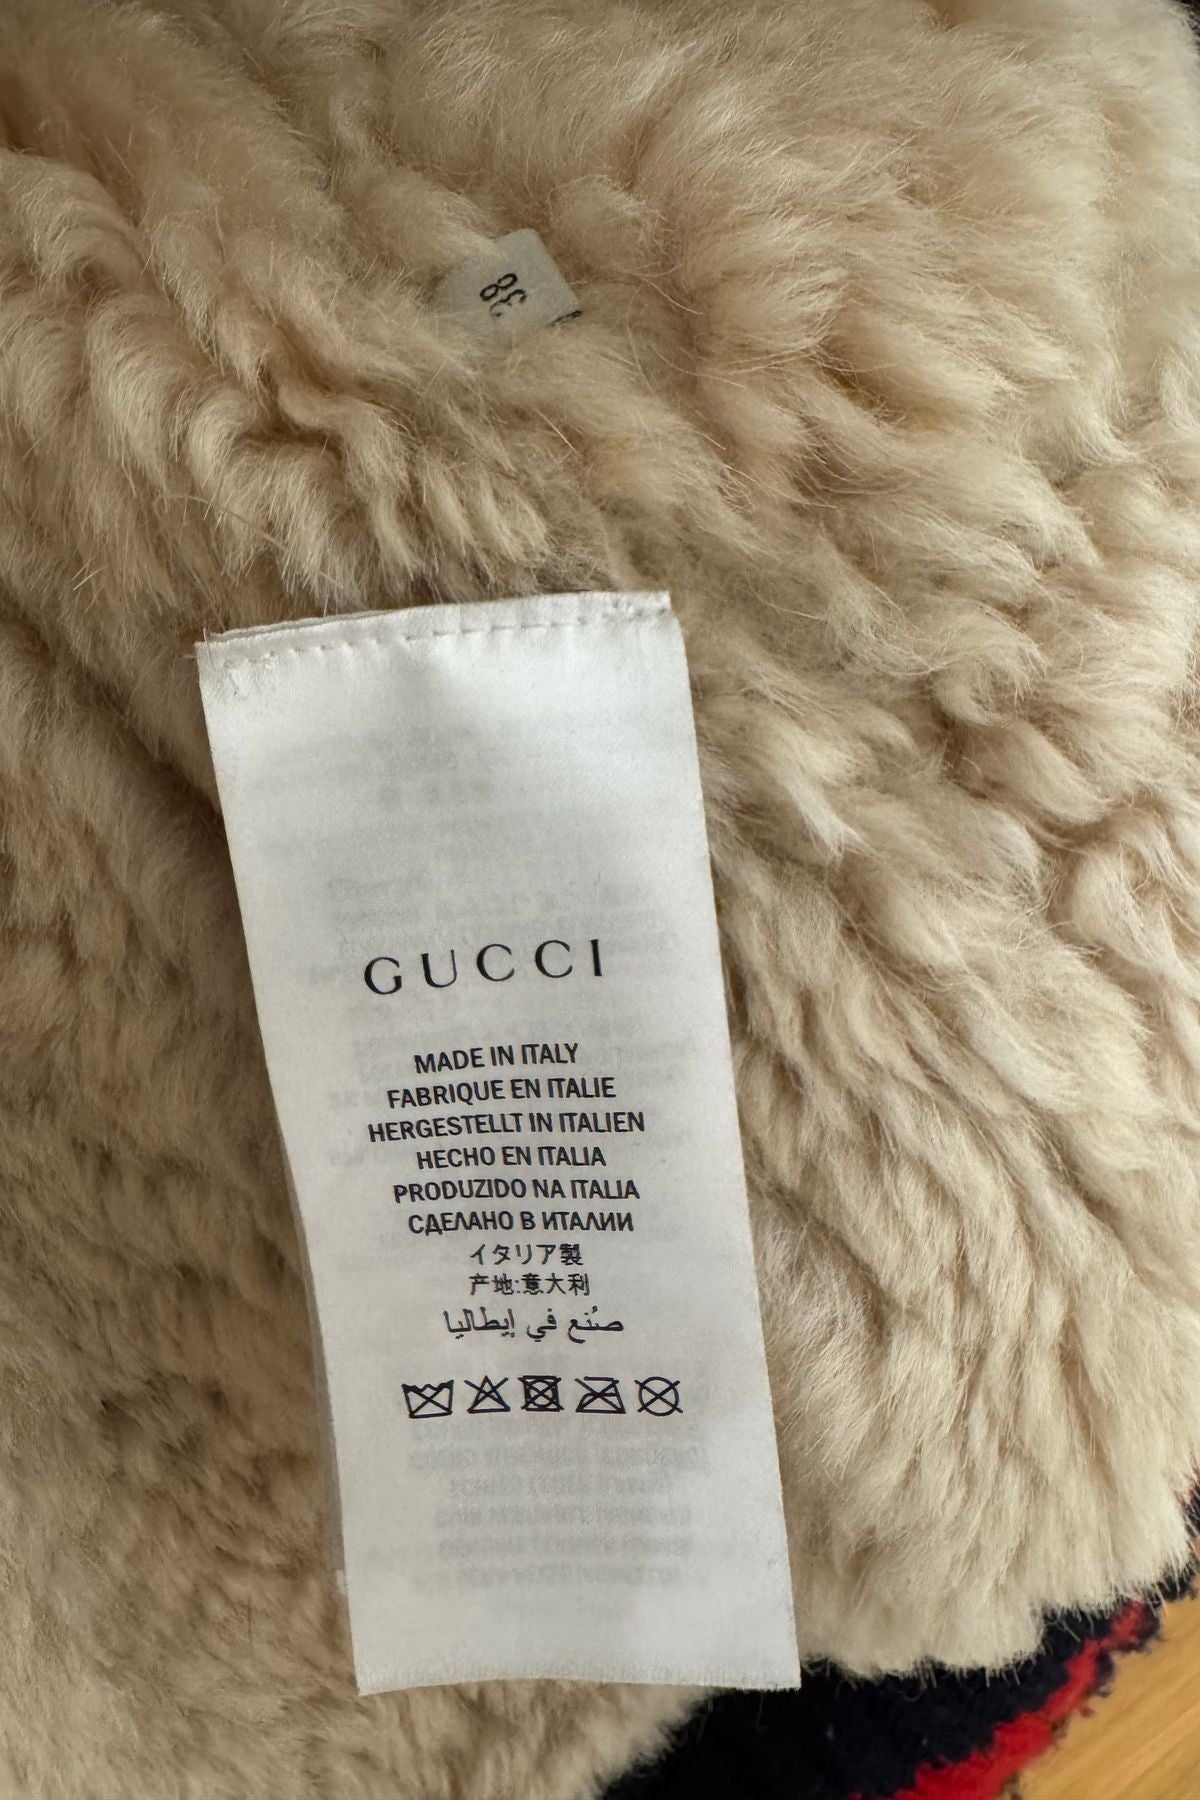 38
GUCCI
MADE IN ITALY
FABRIQUE EN ITALIE
HERGESTELLT IN ITALIEN
HECHO EN ITALIA
PRODUZIDO NA ITALIA
СДЕЛАНО В ИТАЛИИ
イタリア製
产地:意大利
صُنع في إيطاليا